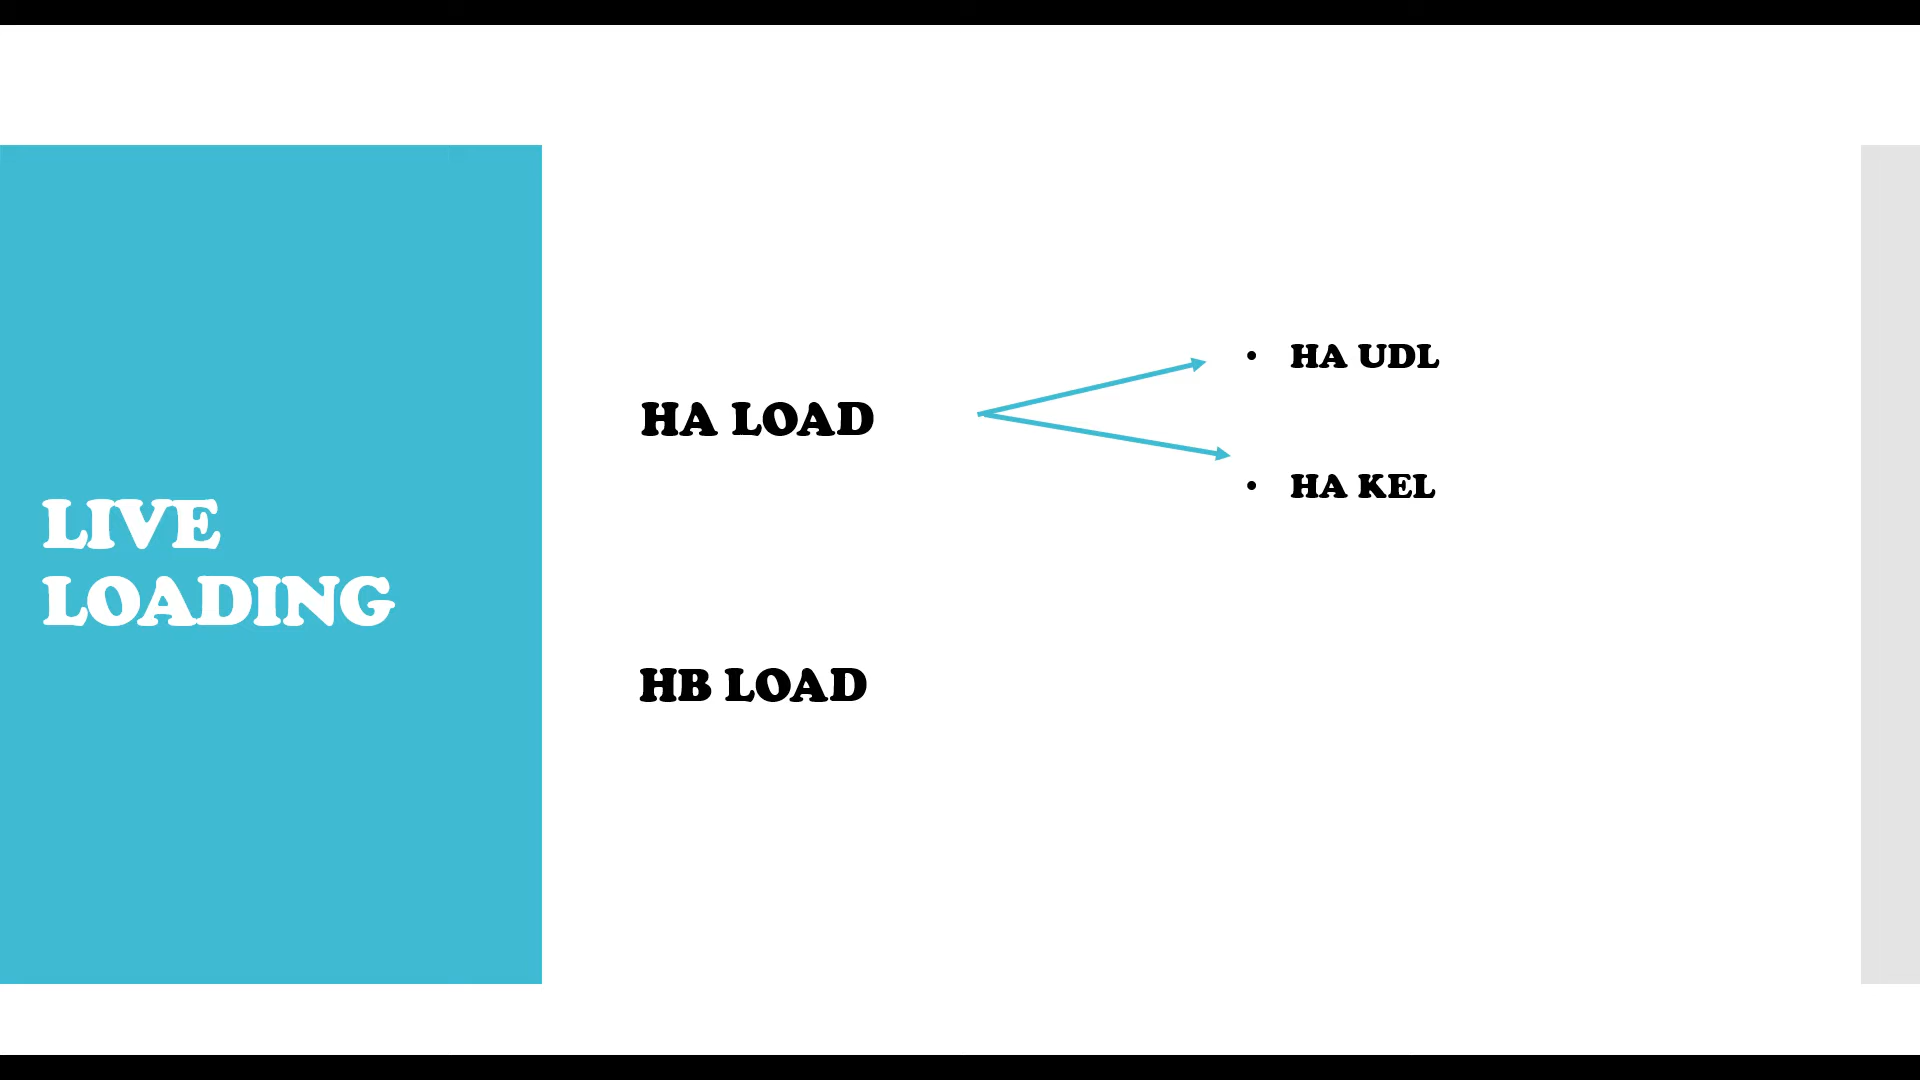 LIVE
LOADING
HA LOAD
• HA UDL
• HA KEL
HB LOAD